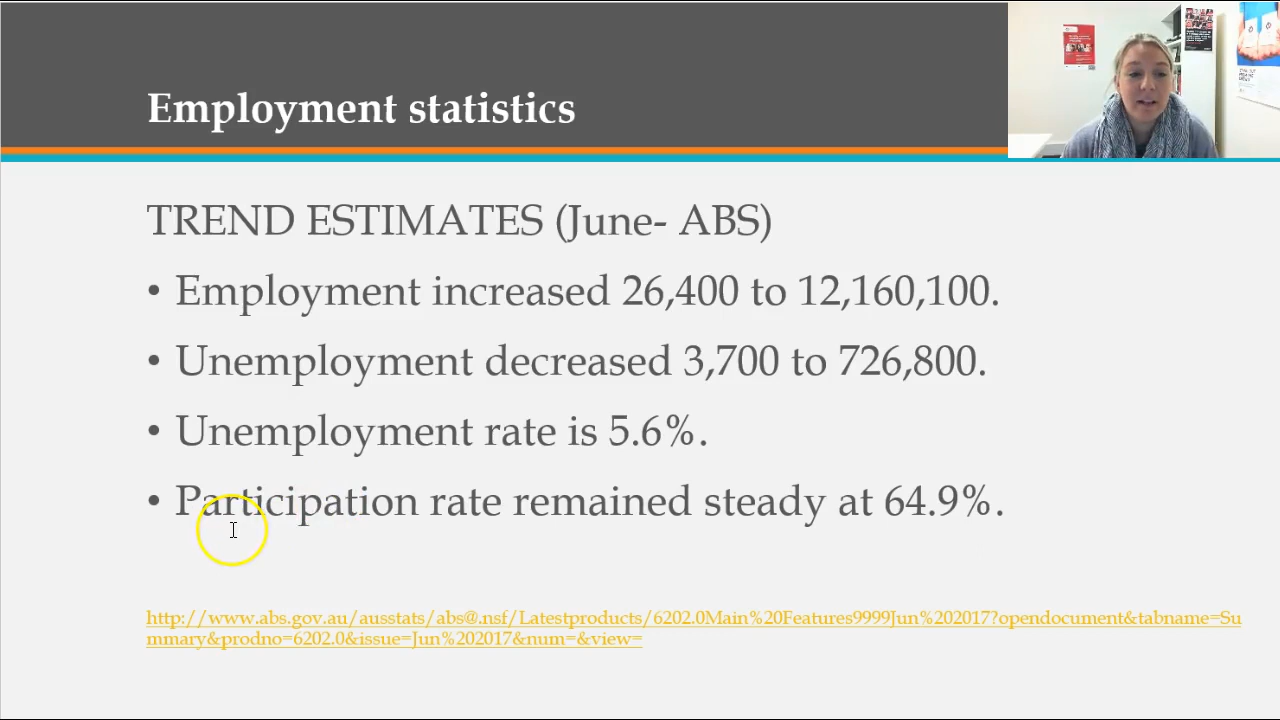 Employment statistics
TREND ESTIMATES (June- ABS)
• Employment increased 26,400 to 12,160,100.
• Unemployment decreased 3,700 to 726,800.
• Unemployment rate is 5.6%.
• Participation rate remained steady at 64.9%.
http://www.abs.gov.au/ausstats/abs@.nsf/Latestproducts/6202.0Main%20Features9999Jun%202017?opendocument&tabname=Su
mmary&prodno=6202.0&issue=Jun%202017&num=&view=